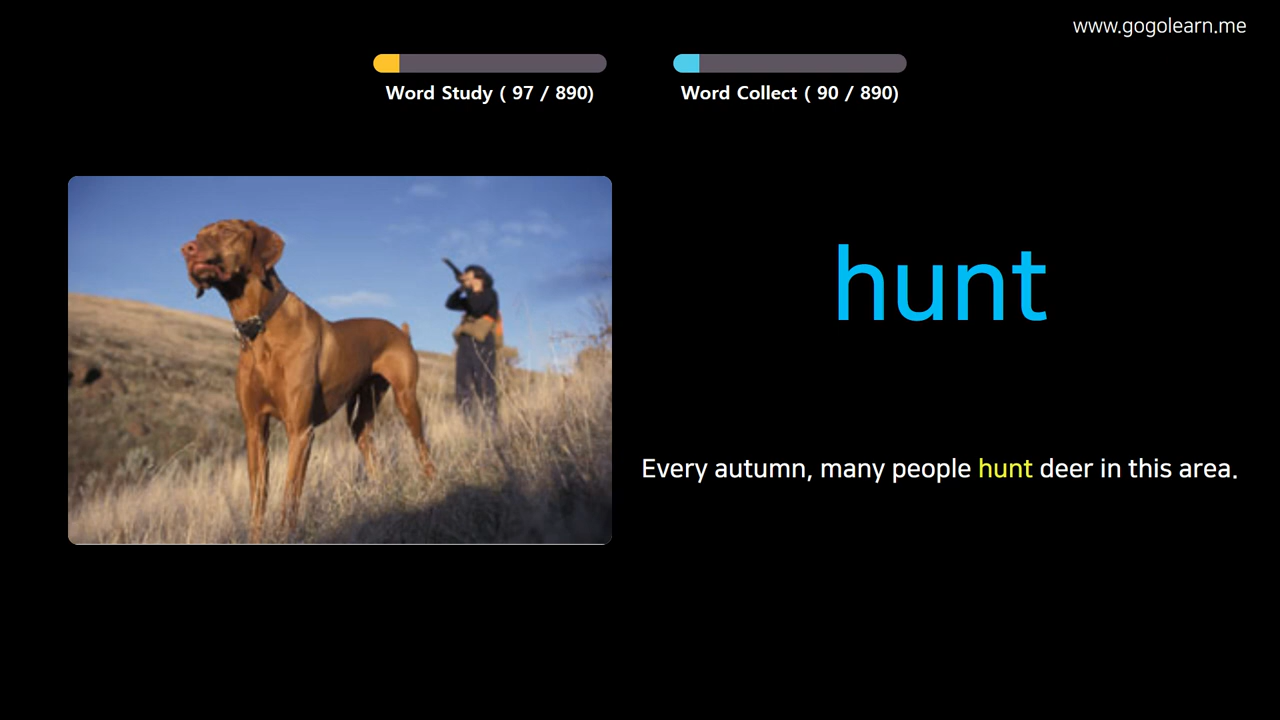 www.gogolearn.me
Word Study ( 97 / 890)
Word Collect ( 90 / 890)
hunt
Every autumn, many people hunt deer in this area.